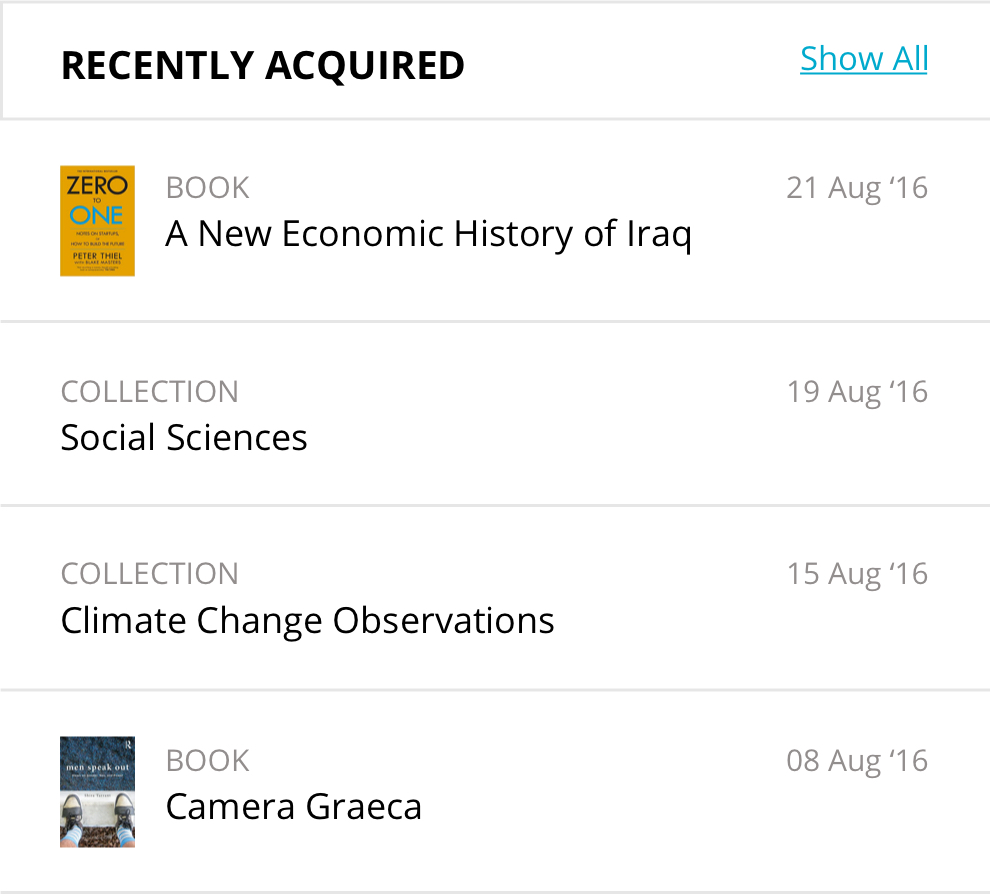 RECENTLY ACQUIRED
Show All
ZERO
TO
ONE
NOTES ON STARTUPS,
OR
HOW TO BUILD THE FUTURE
PETER THIEL
WITH BLAKE MASTERS
BOOK
21 Aug ‘16
A New Economic History of Iraq
COLLECTION
19 Aug ‘16
Social Sciences
COLLECTION
15 Aug ‘16
Climate Change Observations
R
men speak out
BOOK
08 Aug ‘16
Camera Graeca